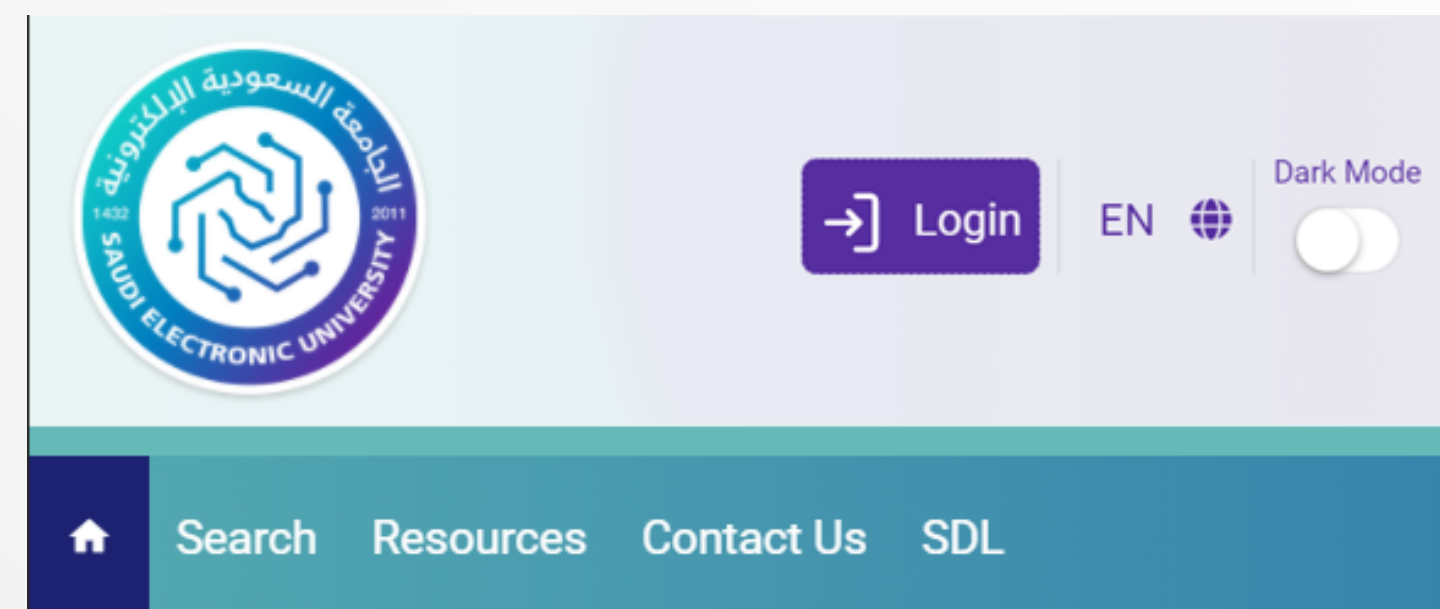 الجامعة السعودية الإلكترونية
1432
2011
SAUDI ELECTRONIC UNIVERSITY
Login
EN
Dark Mode
Search Resources Contact Us SDL